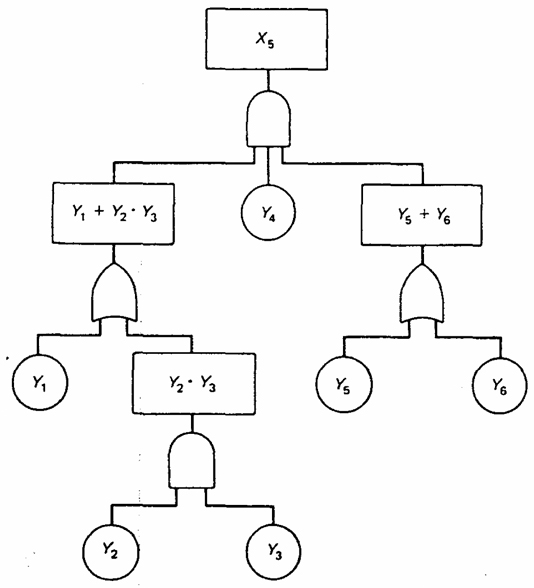 X₅
Y₁ + Y₂ · Y₃
Y₄
Y₅ + Y₆
Y₁
Y₂ · Y₃
Y₅
Y₆
Y₂
Y₃